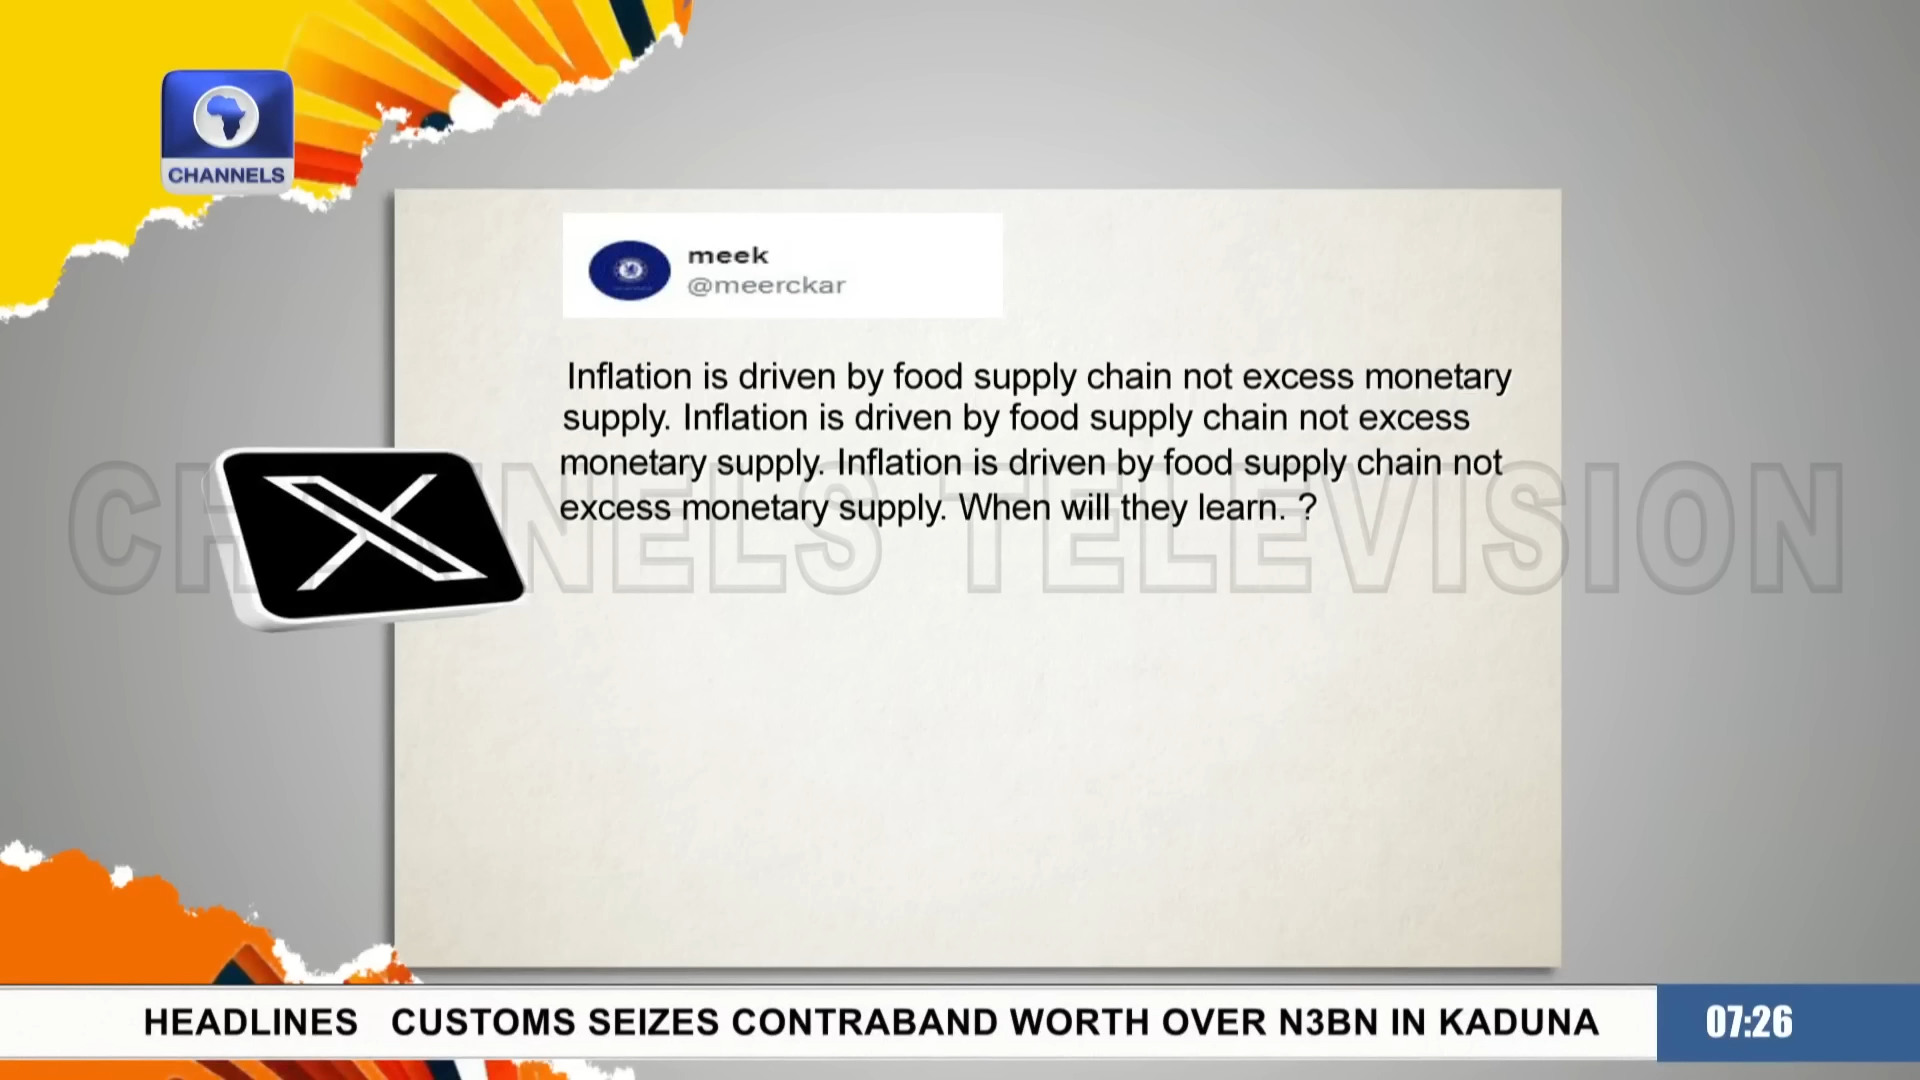 CHANNELS
meek
@meerckar
Inflation is driven by food supply chain not excess monetary
supply. Inflation is driven by food supply chain not excess
monetary supply. Inflation is driven by food supply chain not
excess monetary supply. When will they learn. ?
CHANNELS TELEVISION
HEADLINES CUSTOMS SEIZES CONTRABAND WORTH OVER N3BN IN KADUNA
07:26